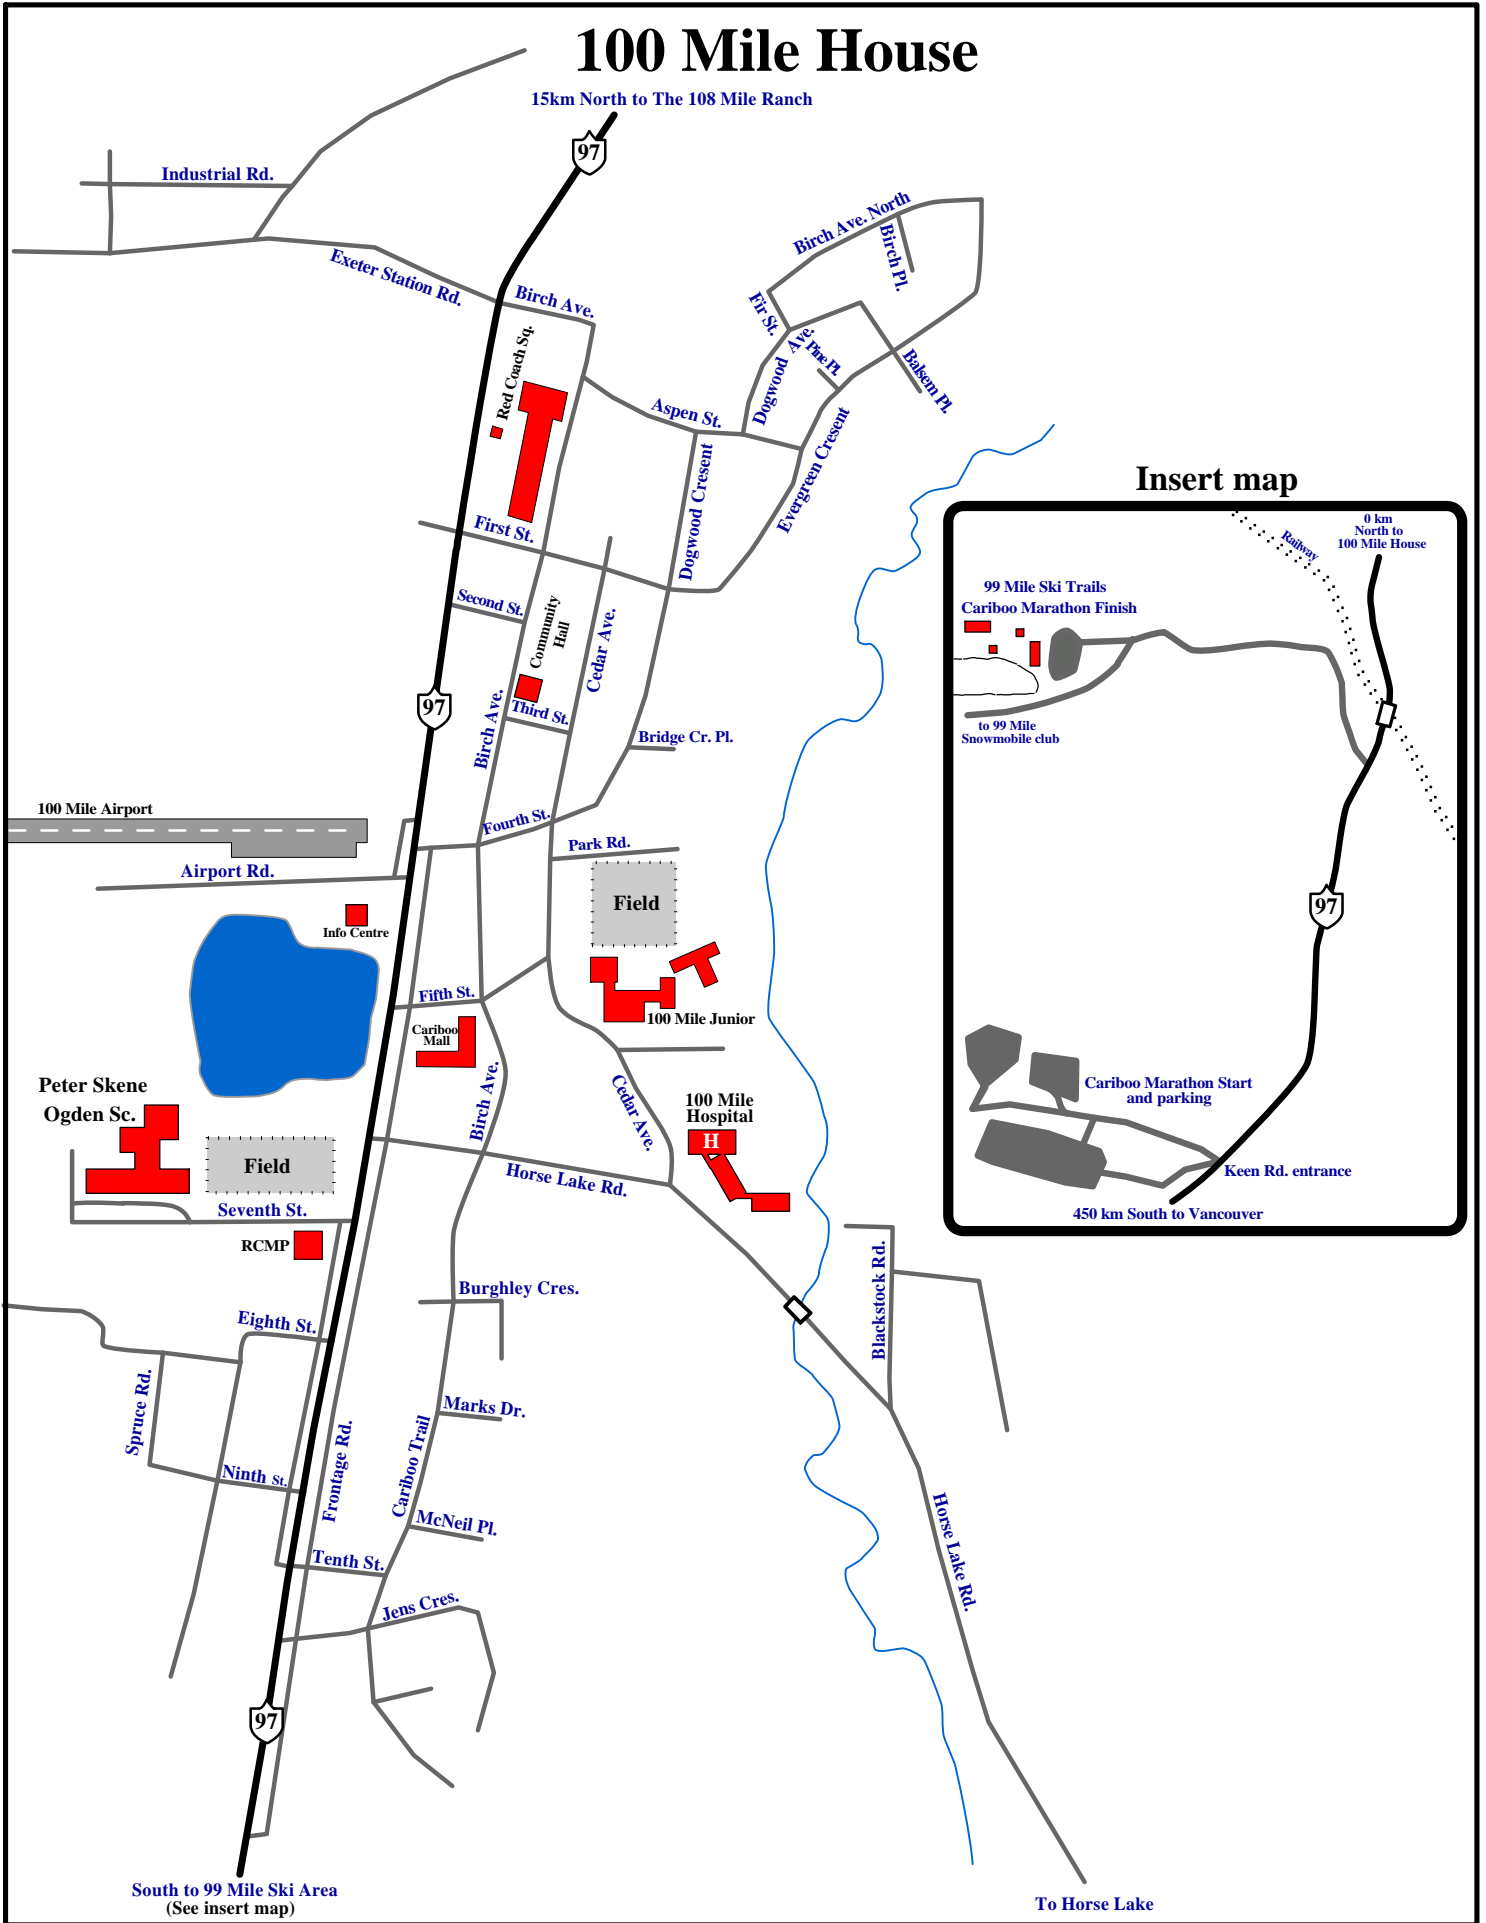 100 Mile House
15km North to The 108 Mile Ranch
97
Industrial Rd.
Exeter Station Rd.
Birch Ave.
Red Coach Sq.
Birch Ave. North
Birch Pl.
Fir St.
Dogwood Ave.
Pine Pl.
Balsem Pl.
Aspen St.
Dogwood Cresent
Evergreen Cresent
First St.
Second St.
Community
Hall
Cedar Ave.
Third St.
Birch Ave.
97
Bridge Cr. Pl.
100 Mile Airport
Fourth St.
Park Rd.
Airport Rd.
Field
Info Centre
Fifth St.
Cariboo
Mall
100 Mile Junior
Birch Ave.
Cedar Ave.
100 Mile
Hospital
H
Peter Skene
Ogden Sc.
Field
Horse Lake Rd.
Seventh St.
RCMP
Burghley Cres.
Blackstock Rd.
Eighth St.
Spruce Rd.
Marks Dr.
Ninth St.
Frontage Rd.
Cariboo Trail
McNeil Pl.
Horse Lake Rd.
Tenth St.
Jens Cres.
97
South to 99 Mile Ski Area
(See insert map)
To Horse Lake
Insert map
0 km
North to
100 Mile House
Railway
99 Mile Ski Trails
Cariboo Marathon Finish
to 99 Mile
Snowmobile club
97
Cariboo Marathon Start
and parking
Keen Rd. entrance
450 km South to Vancouver